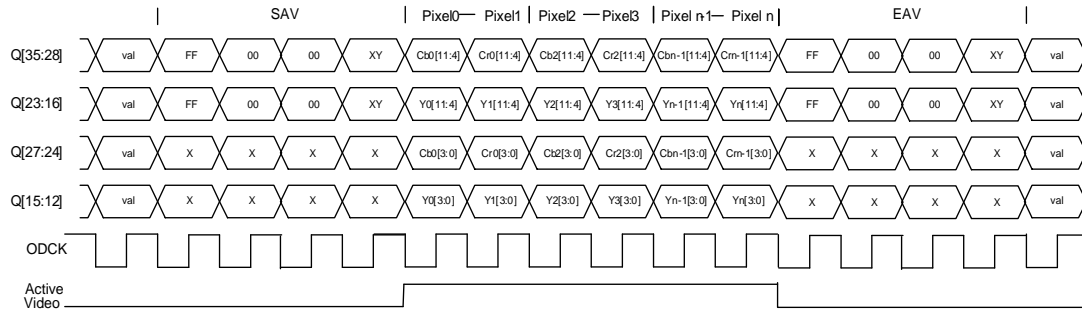 SAV Pixel0 — Pixel1 Pixel2 — Pixel3 Pixel n-1 — Pixel n EAV
Q[35:28] val FF 00 00 XY Cb0[11:4] Cr0[11:4] Cb2[11:4] Cr2[11:4] Cbn-1[11:4] Crn-1[11:4] FF 00 00 XY val
Q[23:16] val FF 00 00 XY Y0[11:4] Y1[11:4] Y2[11:4] Y3[11:4] Yn-1[11:4] Yn[11:4] FF 00 00 XY val
Q[27:24] val X X X X Cb0[3:0] Cr0[3:0] Cb2[3:0] Cr2[3:0] Cbn-1[3:0] Crn-1[3:0] X X X X val
Q[15:12] val X X X X Y0[3:0] Y1[3:0] Y2[3:0] Y3[3:0] Yn-1[3:0] Yn[3:0] X X X X val
ODCK
Active
Video